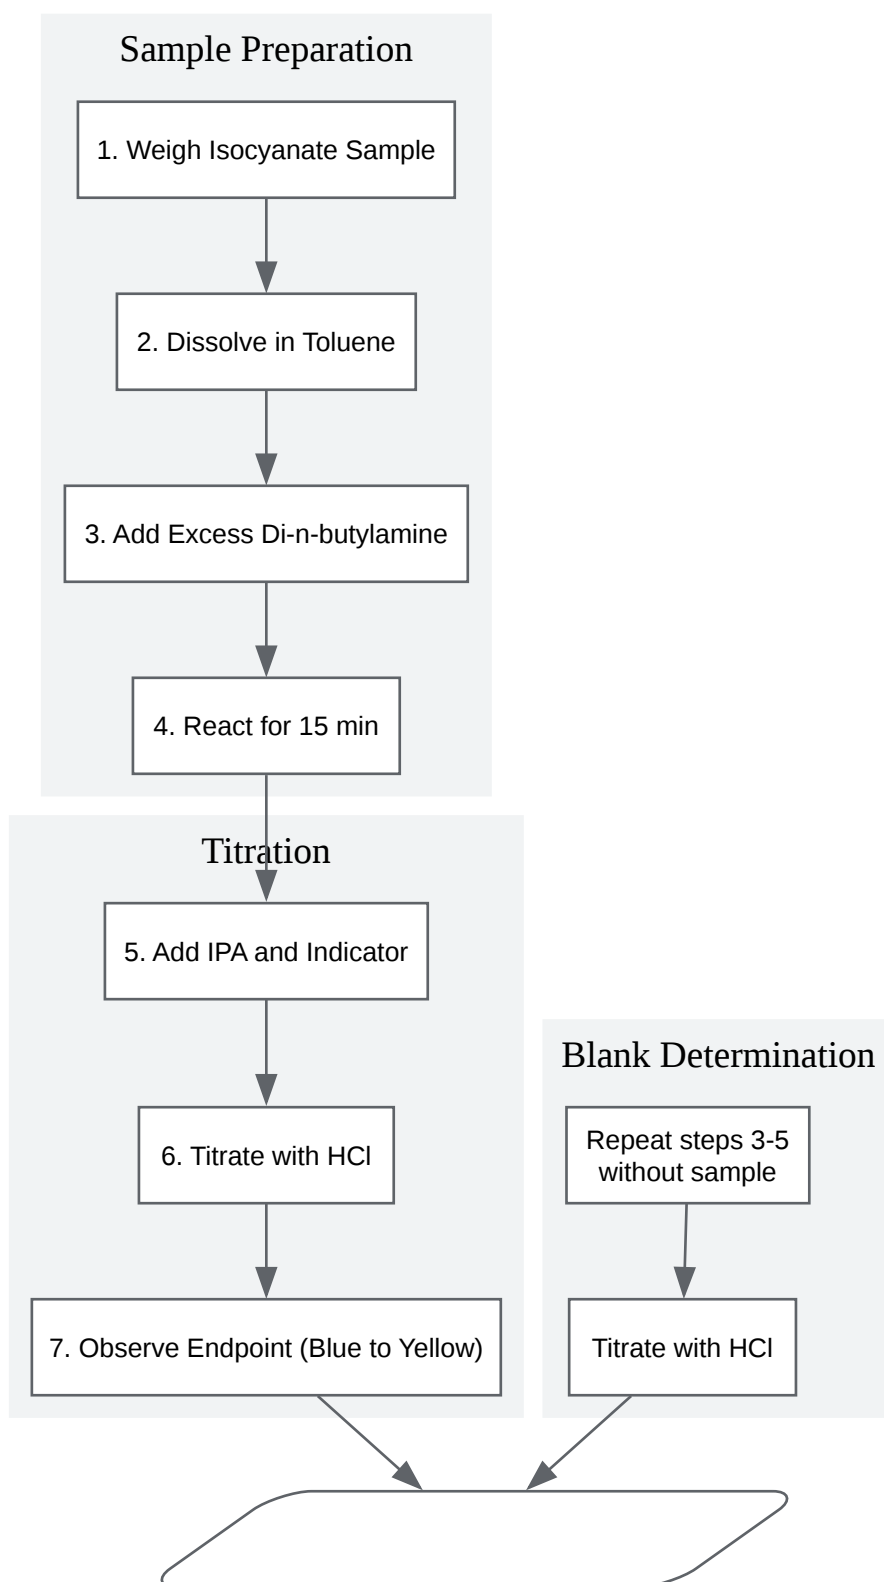 Sample Preparation
1. Weigh Isocyanate Sample
2. Dissolve in Toluene
3. Add Excess Di-n-butylamine
4. React for 15 min
Titration
5. Add IPA and Indicator
6. Titrate with HCl
7. Observe Endpoint (Blue to Yellow)
Blank Determination
Repeat steps 3-5
without sample
Titrate with HCl